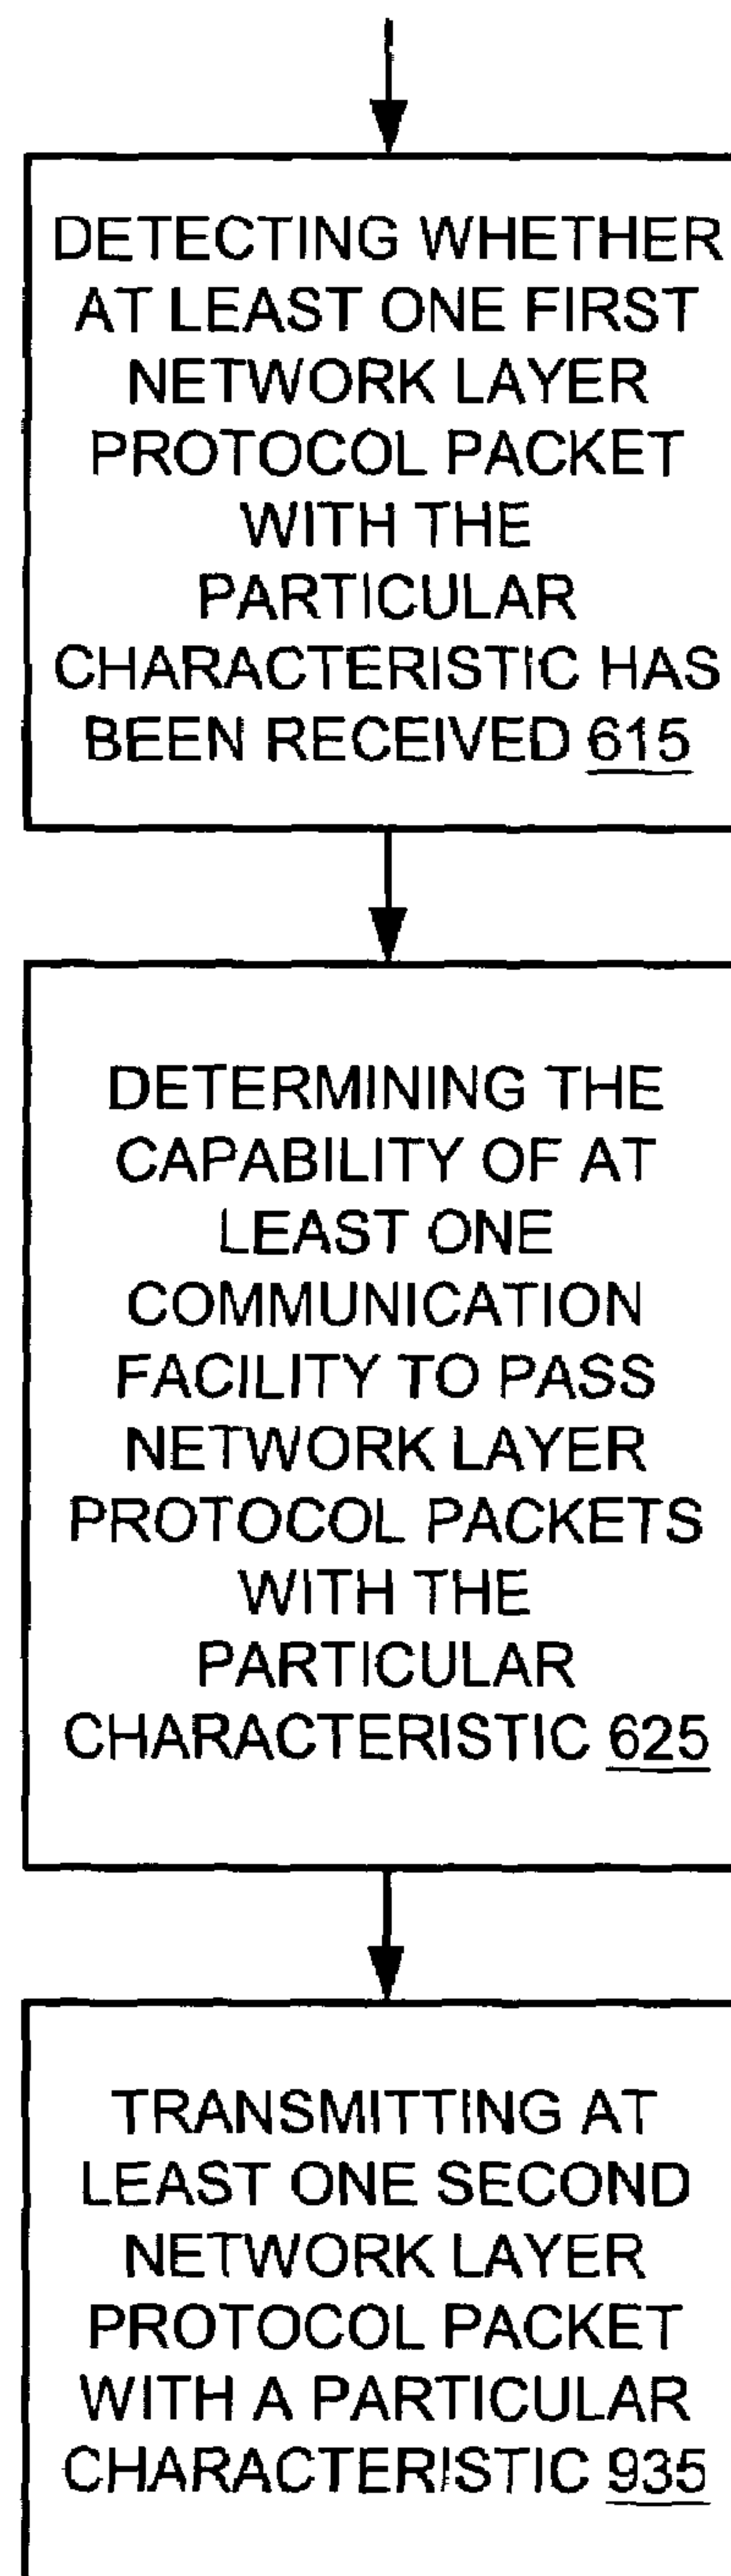 DETECTING WHETHER
AT LEAST ONE FIRST
NETWORK LAYER
PROTOCOL PACKET
WITH THE
PARTICULAR
CHARACTERISTIC HAS
BEEN RECEIVED 615
DETERMINING THE
CAPABILITY OF AT
LEAST ONE
COMMUNICATION
FACILITY TO PASS
NETWORK LAYER
PROTOCOL PACKETS
WITH THE
PARTICULAR
CHARACTERISTIC 625
TRANSMITTING AT
LEAST ONE SECOND
NETWORK LAYER
PROTOCOL PACKET
WITH A PARTICULAR
CHARACTERISTIC 935